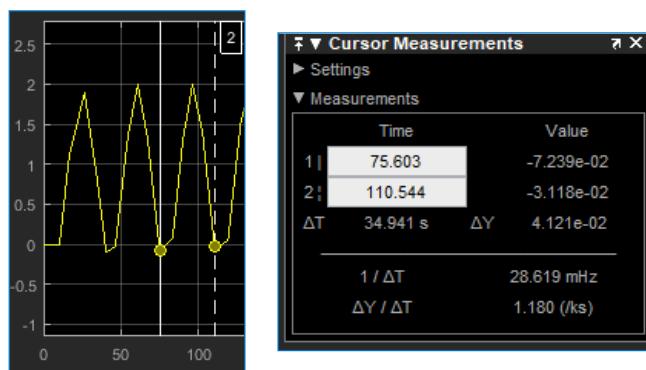 2.5
2
1.5
1
0.5
0
-0.5
-1
0 50 100
2
Cursor Measurements
Settings
Measurements
Time Value
1 75.603 -7.239e-02
2 110.544 -3.118e-02
ΔT 34.941 s ΔY 4.121e-02
1 / ΔT 28.619 mHz
ΔY / ΔT 1.180 (/ks)